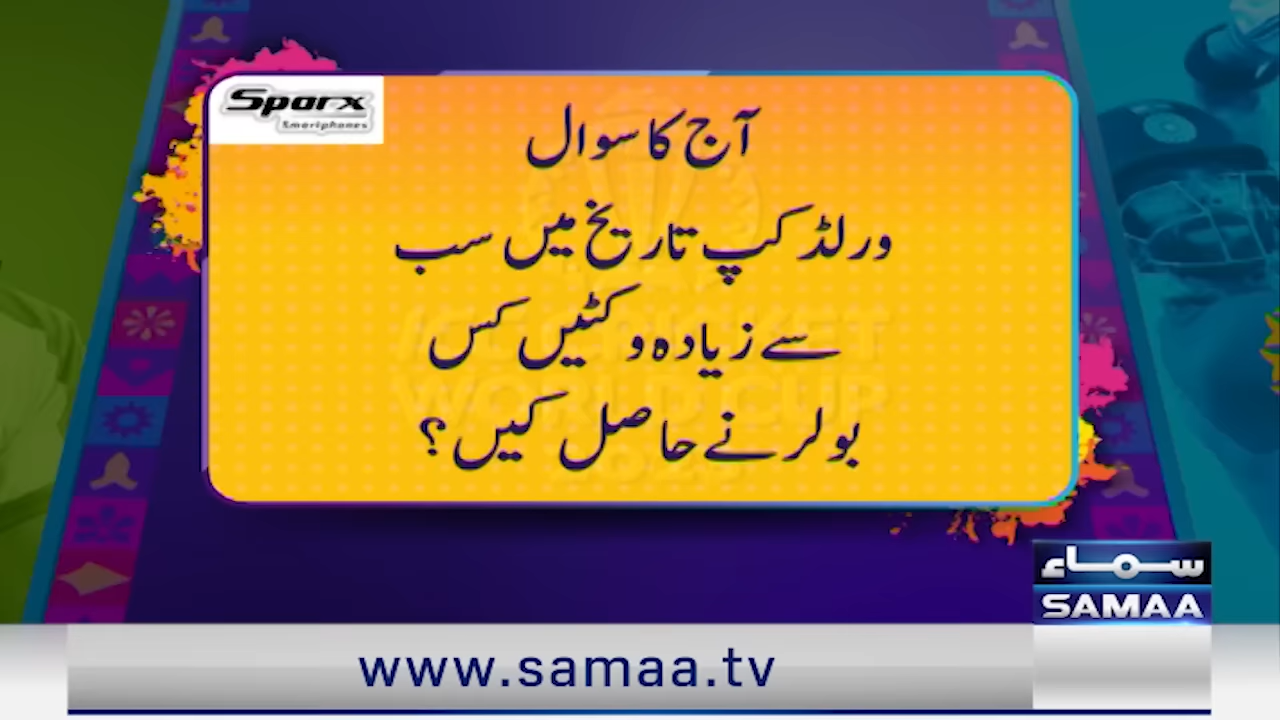 Sparx
Smartphones
آج کا سوال
ورلڈ کپ تاریخ میں سب
سے زیادہ وکٹیں کس
بولر نے حاصل کیں؟
سماء
SAMAA
www.samaa.tv